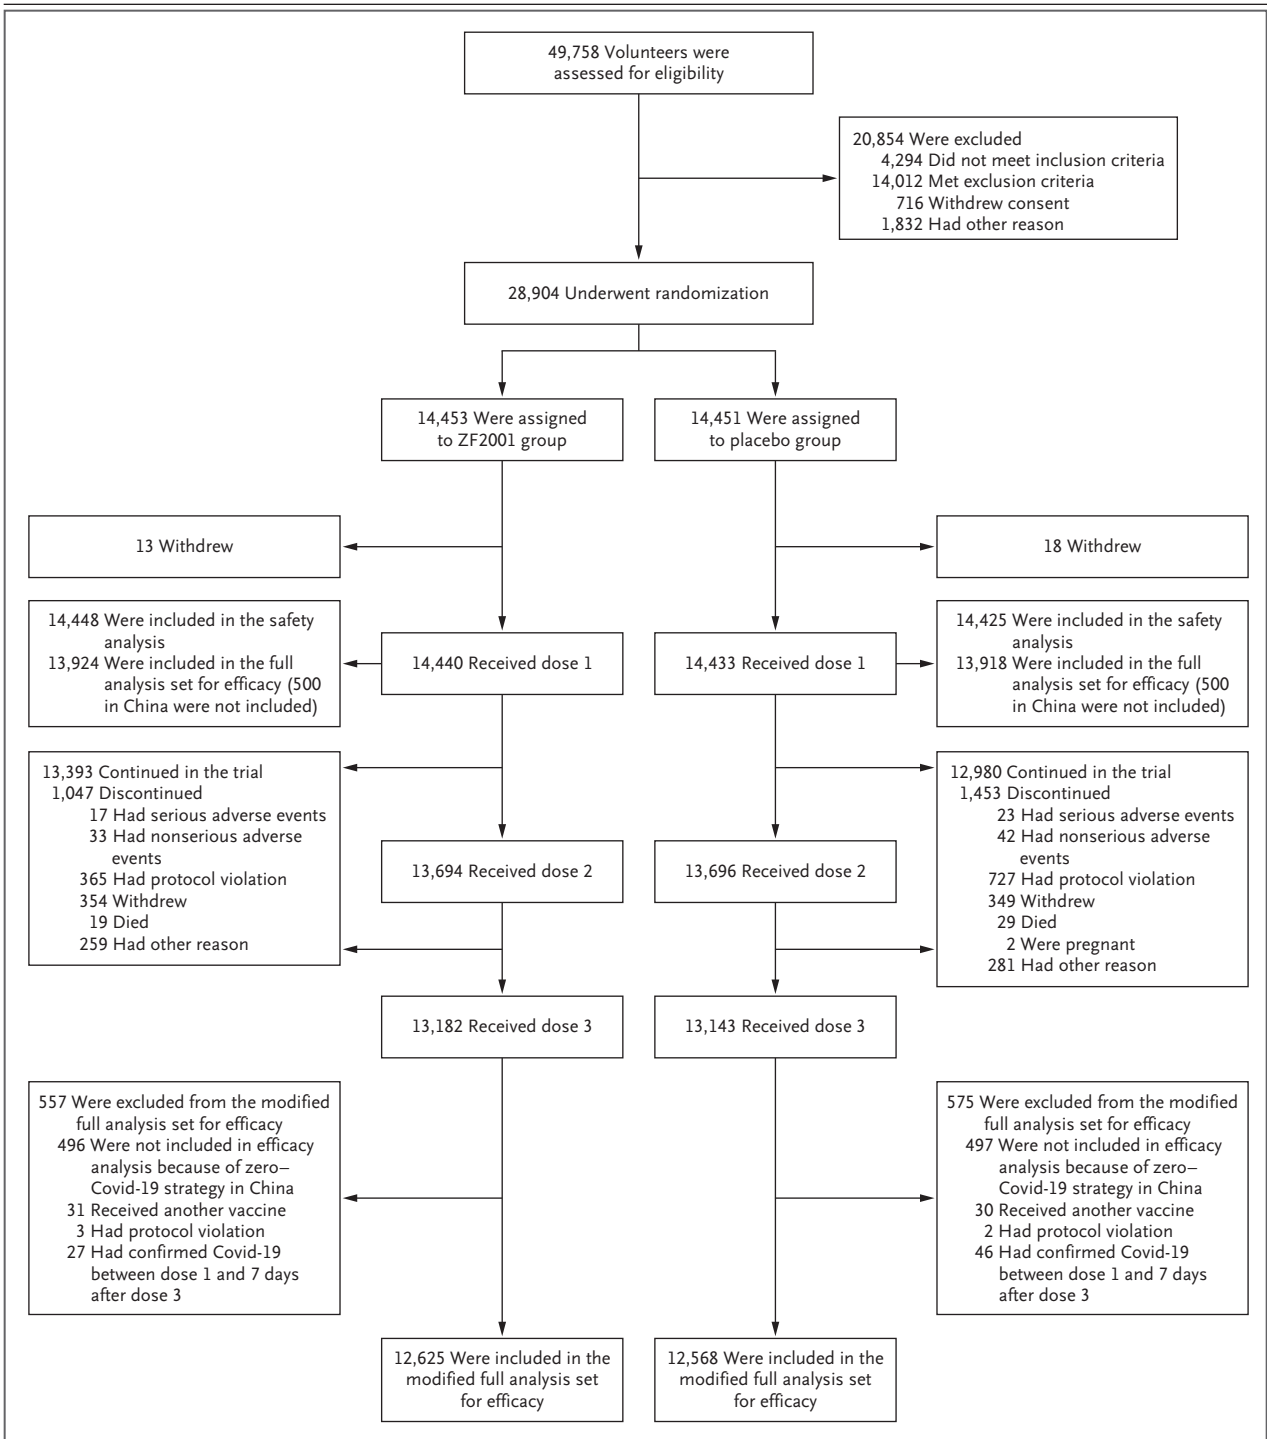 49,758 Volunteers were
assessed for eligibility
20,854 Were excluded
4,294 Did not meet inclusion criteria
14,012 Met exclusion criteria
716 Withdrew consent
1,832 Had other reason
28,904 Underwent randomization
14,453 Were assigned
to ZF2001 group
14,451 Were assigned
to placebo group
13 Withdrew
18 Withdrew
14,448 Were included in the safety
analysis
13,924 Were included in the full
analysis set for efficacy (500
in China were not included)
14,440 Received dose 1
14,433 Received dose 1
14,425 Were included in the safety
analysis
13,918 Were included in the full
analysis set for efficacy (500
in China were not included)
13,393 Continued in the trial
1,047 Discontinued
17 Had serious adverse events
33 Had nonserious adverse
events
365 Had protocol violation
354 Withdrew
19 Died
259 Had other reason
13,694 Received dose 2
13,696 Received dose 2
12,980 Continued in the trial
1,453 Discontinued
23 Had serious adverse events
42 Had nonserious adverse
events
727 Had protocol violation
349 Withdrew
29 Died
2 Were pregnant
281 Had other reason
13,182 Received dose 3
13,143 Received dose 3
557 Were excluded from the modified
full analysis set for efficacy
496 Were not included in efficacy
analysis because of zero–
Covid-19 strategy in China
31 Received another vaccine
3 Had protocol violation
27 Had confirmed Covid-19
between dose 1 and 7 days
after dose 3
575 Were excluded from the modified
full analysis set for efficacy
497 Were not included in efficacy
analysis because of zero–
Covid-19 strategy in China
30 Received another vaccine
2 Had protocol violation
46 Had confirmed Covid-19
between dose 1 and 7 days
after dose 3
12,625 Were included in the
modified full analysis set
for efficacy
12,568 Were included in the
modified full analysis set
for efficacy